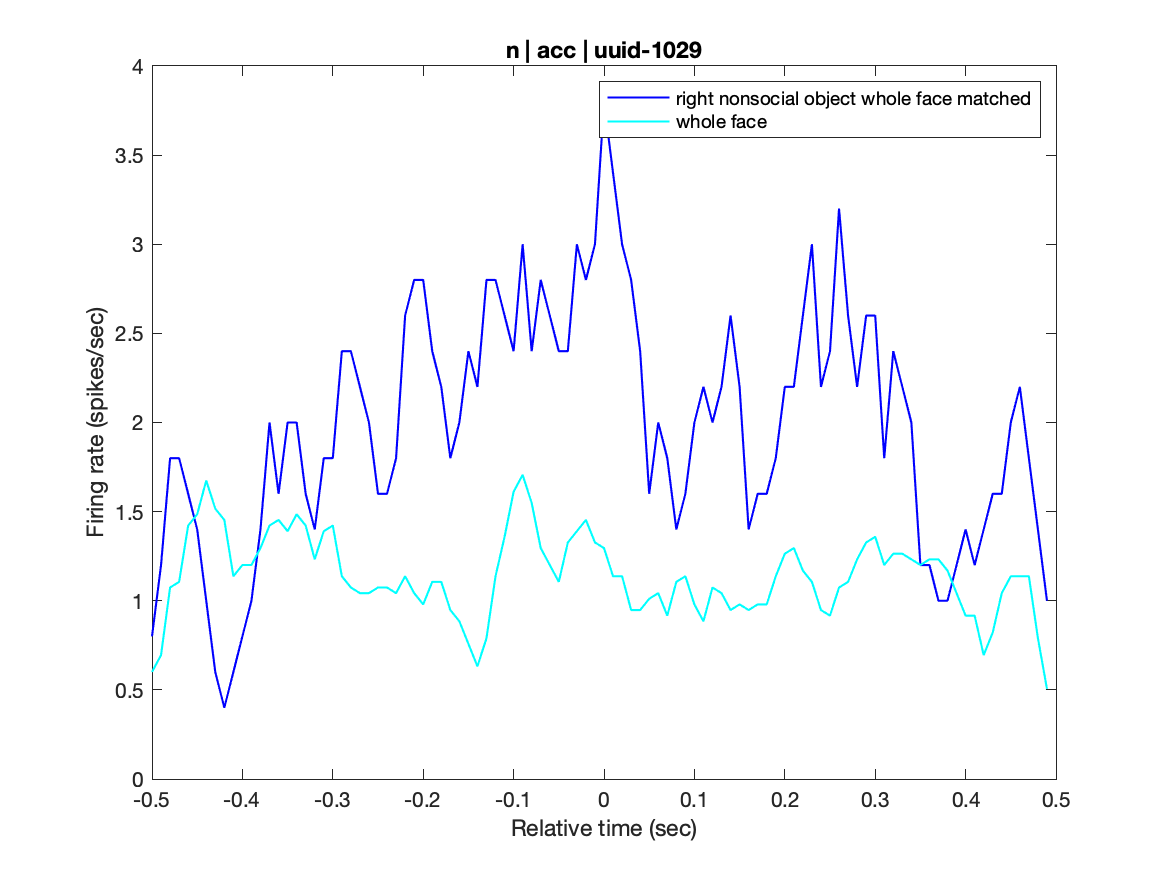 n | acc | uuid-1029
right nonsocial object whole face matched
whole face
Firing rate (spikes/sec)
4
3.5
3
2.5
2
1.5
1
0.5
0
-0.5 -0.4 -0.3 -0.2 -0.1 0 0.1 0.2 0.3 0.4 0.5
Relative time (sec)